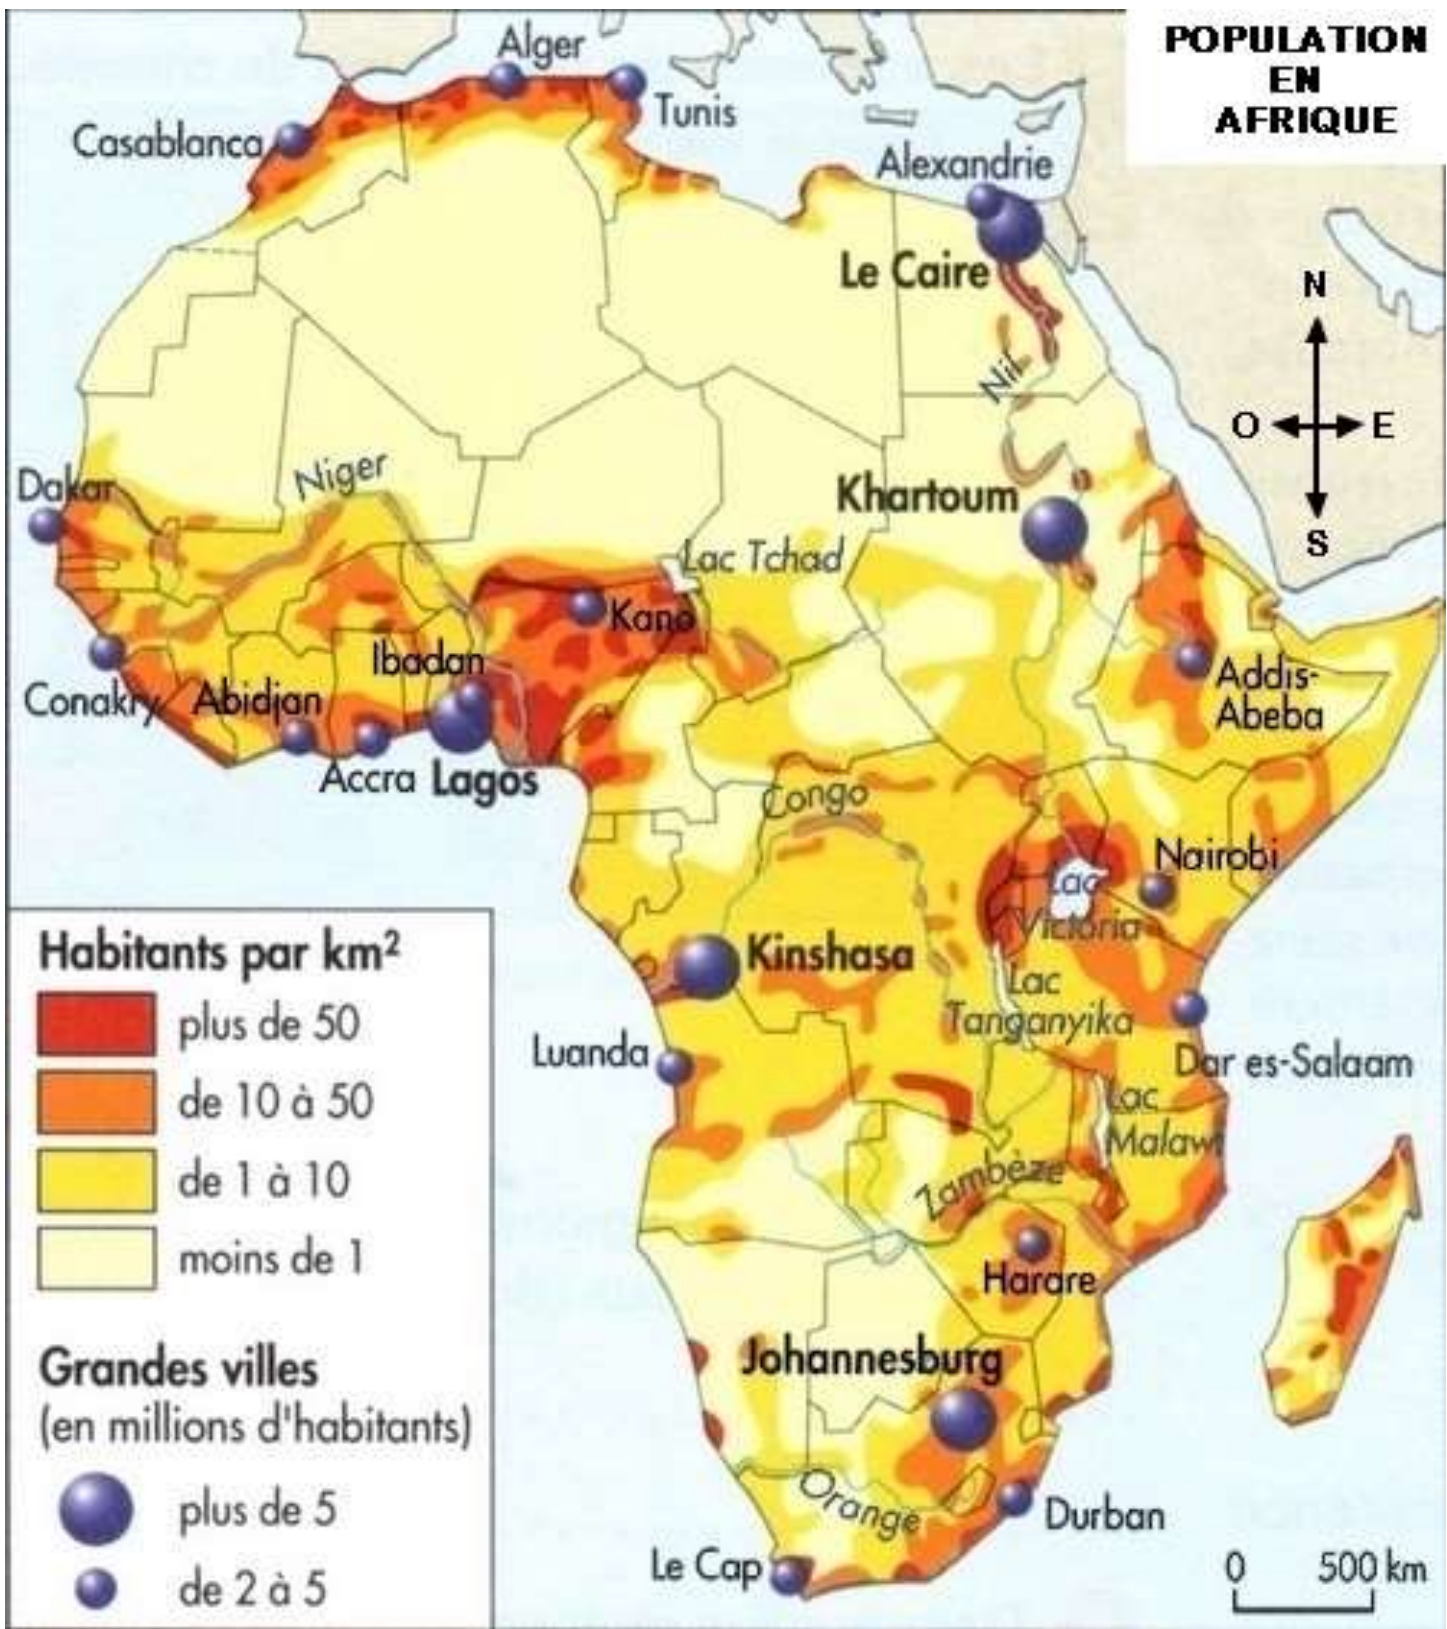 POPULATION
EN
AFRIQUE
Alger
Tunis
Casablanca
Alexandrie
Le Caire
N
Nil
O
E
S
Dakar
Niger
Khartoum
Lac Tchad
Kano
Ibadan
Addis-
Abeba
Conakry
Abidjan
Accra
Lagos
Congo
Nairobi
Lac
Victoria
Kinshasa
Lac
Tanganyika
Luanda
Dar es-Salaam
Lac
Malawi
Zambèze
Harare
Johannesburg
Orange
Durban
Le Cap
0 500 km
Habitants par km²
plus de 50
de 10 à 50
de 1 à 10
moins de 1
Grandes villes
(en millions d'habitants)
plus de 5
de 2 à 5